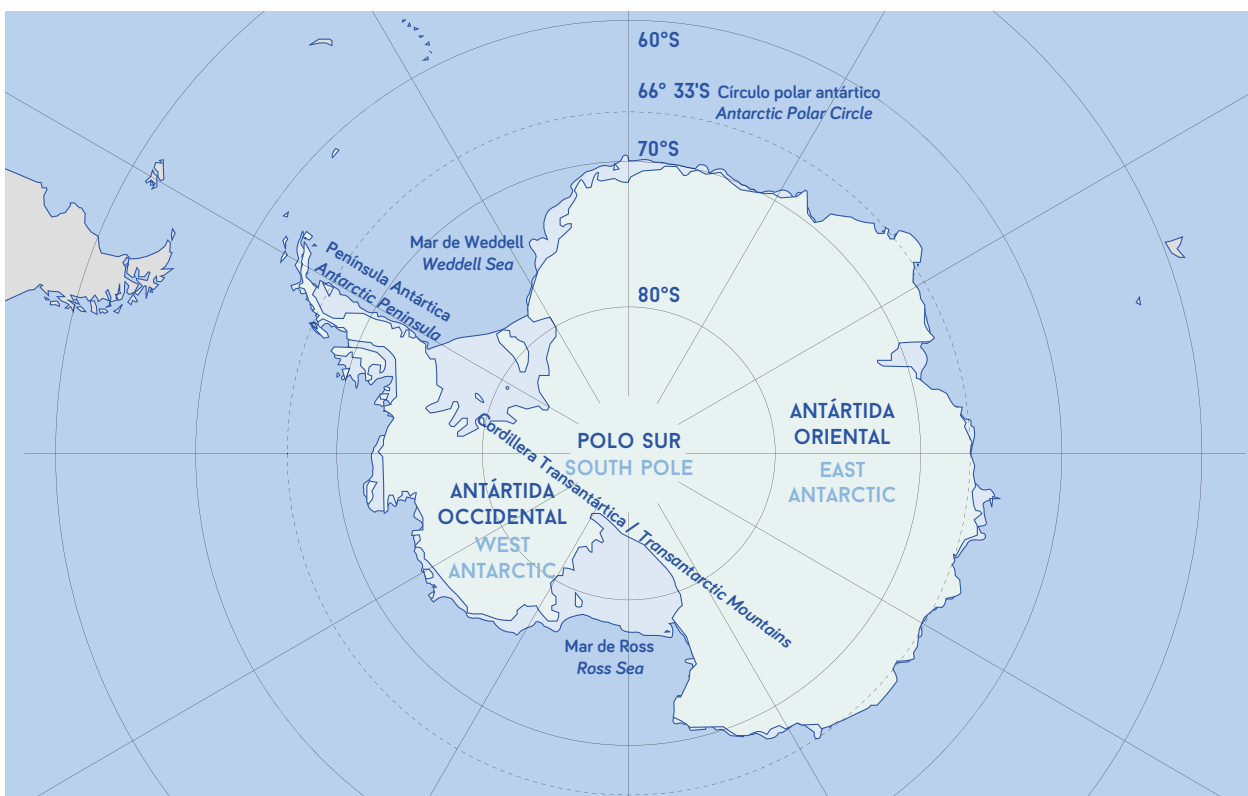 60°S
66° 33'S Círculo polar antártico
Antarctic Polar Circle
70°S
Mar de Weddell
Weddell Sea
Península Antártica
Antarctic Peninsula
80°S
ANTÁRTIDA
ORIENTAL
EAST
ANTARCTIC
POLO SUR
SOUTH POLE
Cordillera Transantártica / Transantarctic Mountains
ANTÁRTIDA
OCCIDENTAL
WEST
ANTARCTIC
Mar de Ross
Ross Sea